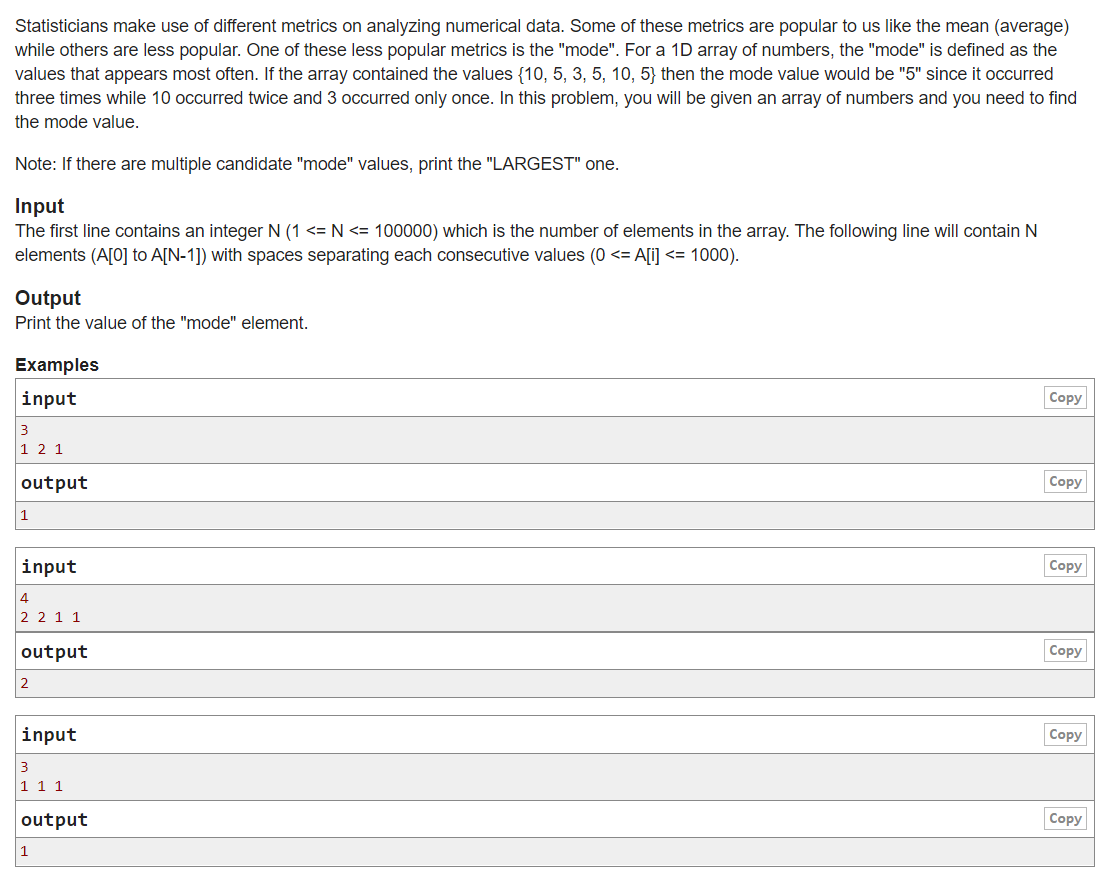 Statisticians make use of different metrics on analyzing numerical data. Some of these metrics are popular to us like the mean (average)
while others are less popular. One of these less popular metrics is the "mode". For a 1D array of numbers, the "mode" is defined as the
values that appears most often. If the array contained the values {10, 5, 3, 5, 10, 5} then the mode value would be "5" since it occurred
three times while 10 occurred twice and 3 occurred only once. In this problem, you will be given an array of numbers and you need to find
the mode value.
Note: If there are multiple candidate "mode" values, print the "LARGEST" one.
Input
The first line contains an integer N (1 <= N <= 100000) which is the number of elements in the array. The following line will contain N
elements (A[0] to A[N-1]) with spaces separating each consecutive values (0 <= A[i] <= 1000).
Output
Print the value of the "mode" element.
Examples
input Copy
3
1 2 1
output Copy
1
input Copy
4
2 2 1 1
output Copy
2
input Copy
3
1 1 1
output Copy
1